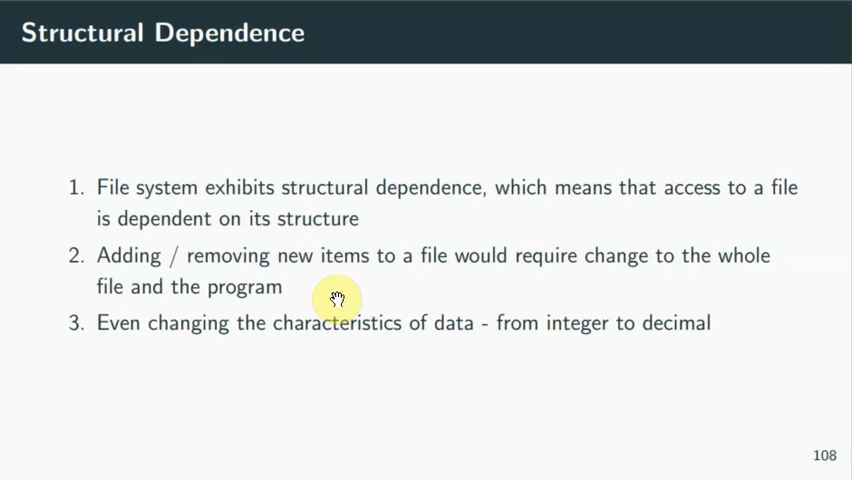 Structural Dependence
1. File system exhibits structural dependence, which means that access to a file
is dependent on its structure
2. Adding / removing new items to a file would require change to the whole
file and the program
3. Even changing the characteristics of data - from integer to decimal
108